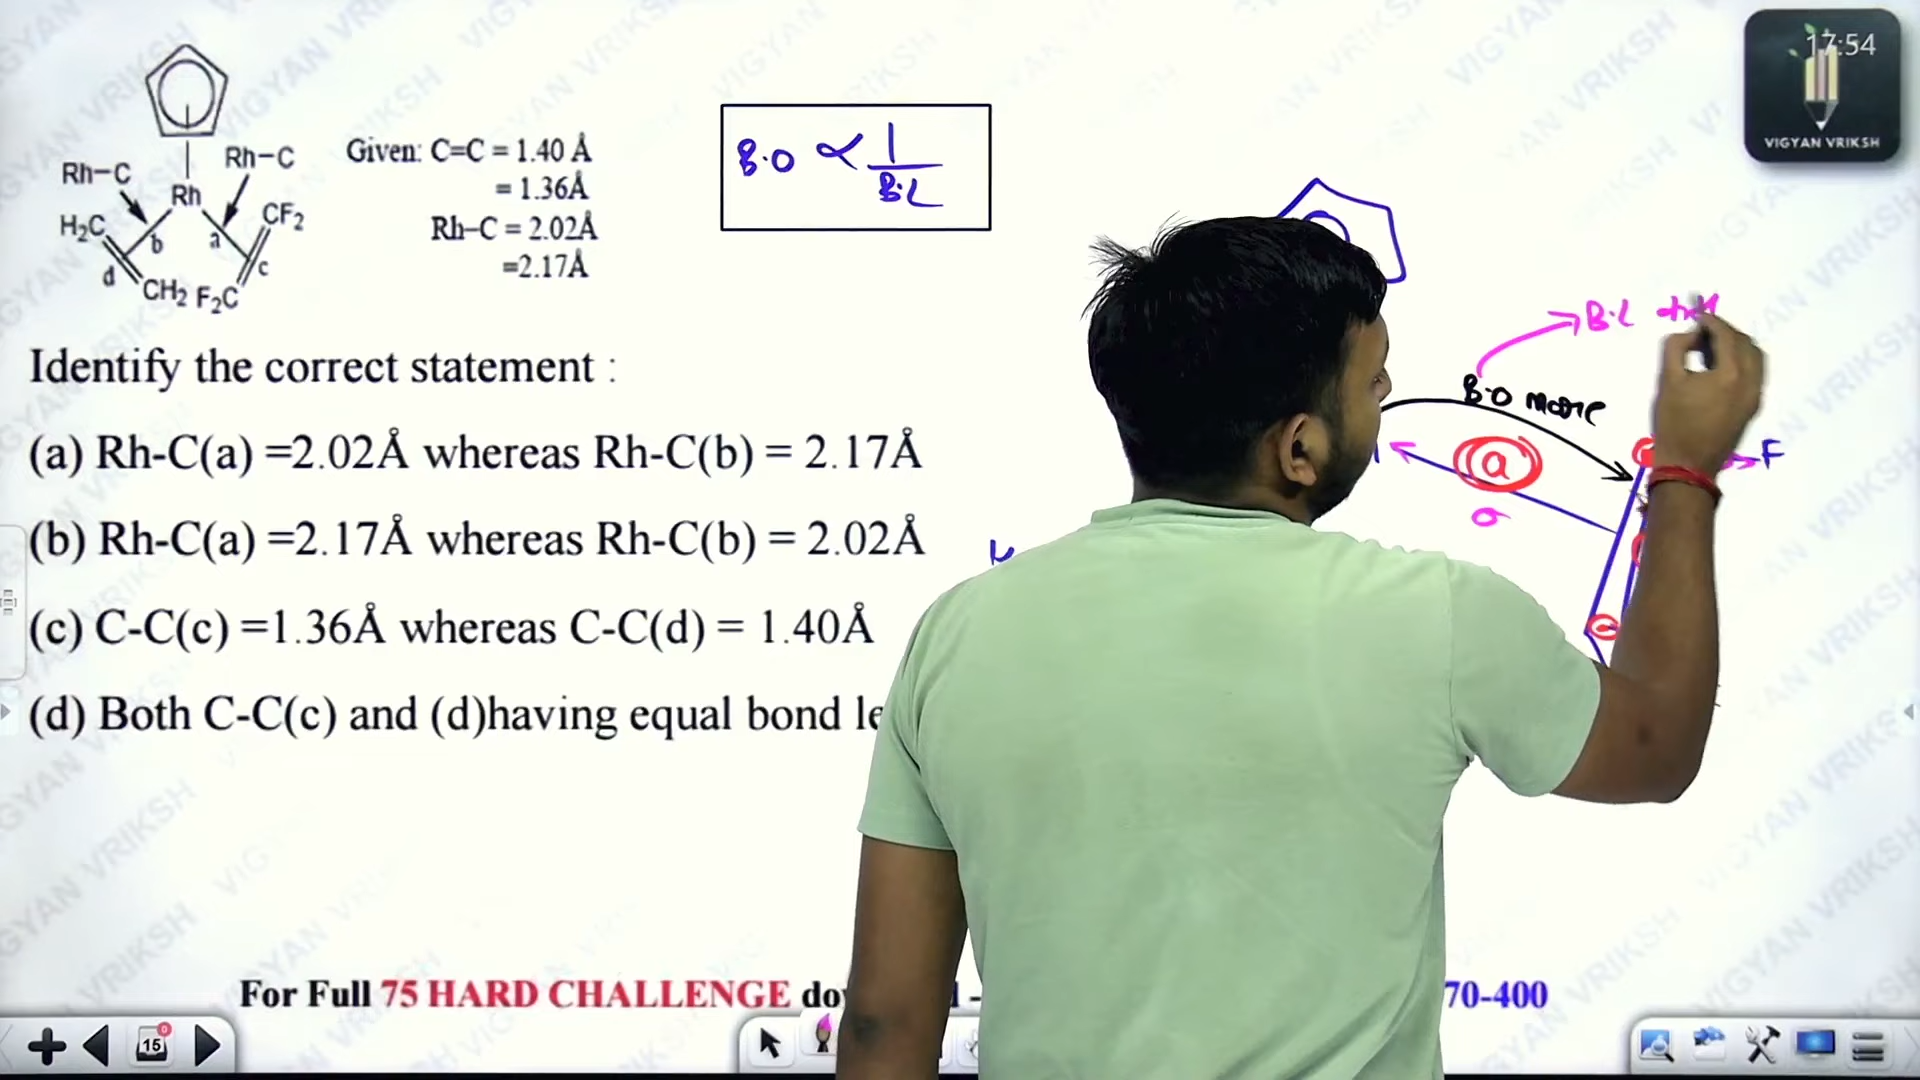 17:54
VIGYAN VRIKSH
Rh-C
Rh-C
Rh
H₂C
CF₂
b
a
d
c
CH₂
F₂C
Given: C=C = 1.40 Å
= 1.36Å
Rh-C = 2.02Å
=2.17Å
B.O ∝ 1/B.L
B.L
B.O more
a
σ
F
Identify the correct statement :
(a) Rh-C(a) =2.02Å whereas Rh-C(b) = 2.17Å
(b) Rh-C(a) =2.17Å whereas Rh-C(b) = 2.02Å
(c) C-C(c) =1.36Å whereas C-C(d) = 1.40Å
(d) Both C-C(c) and (d)having equal bond
For Full 75 HARD CHALLENGE
70-400
15
0